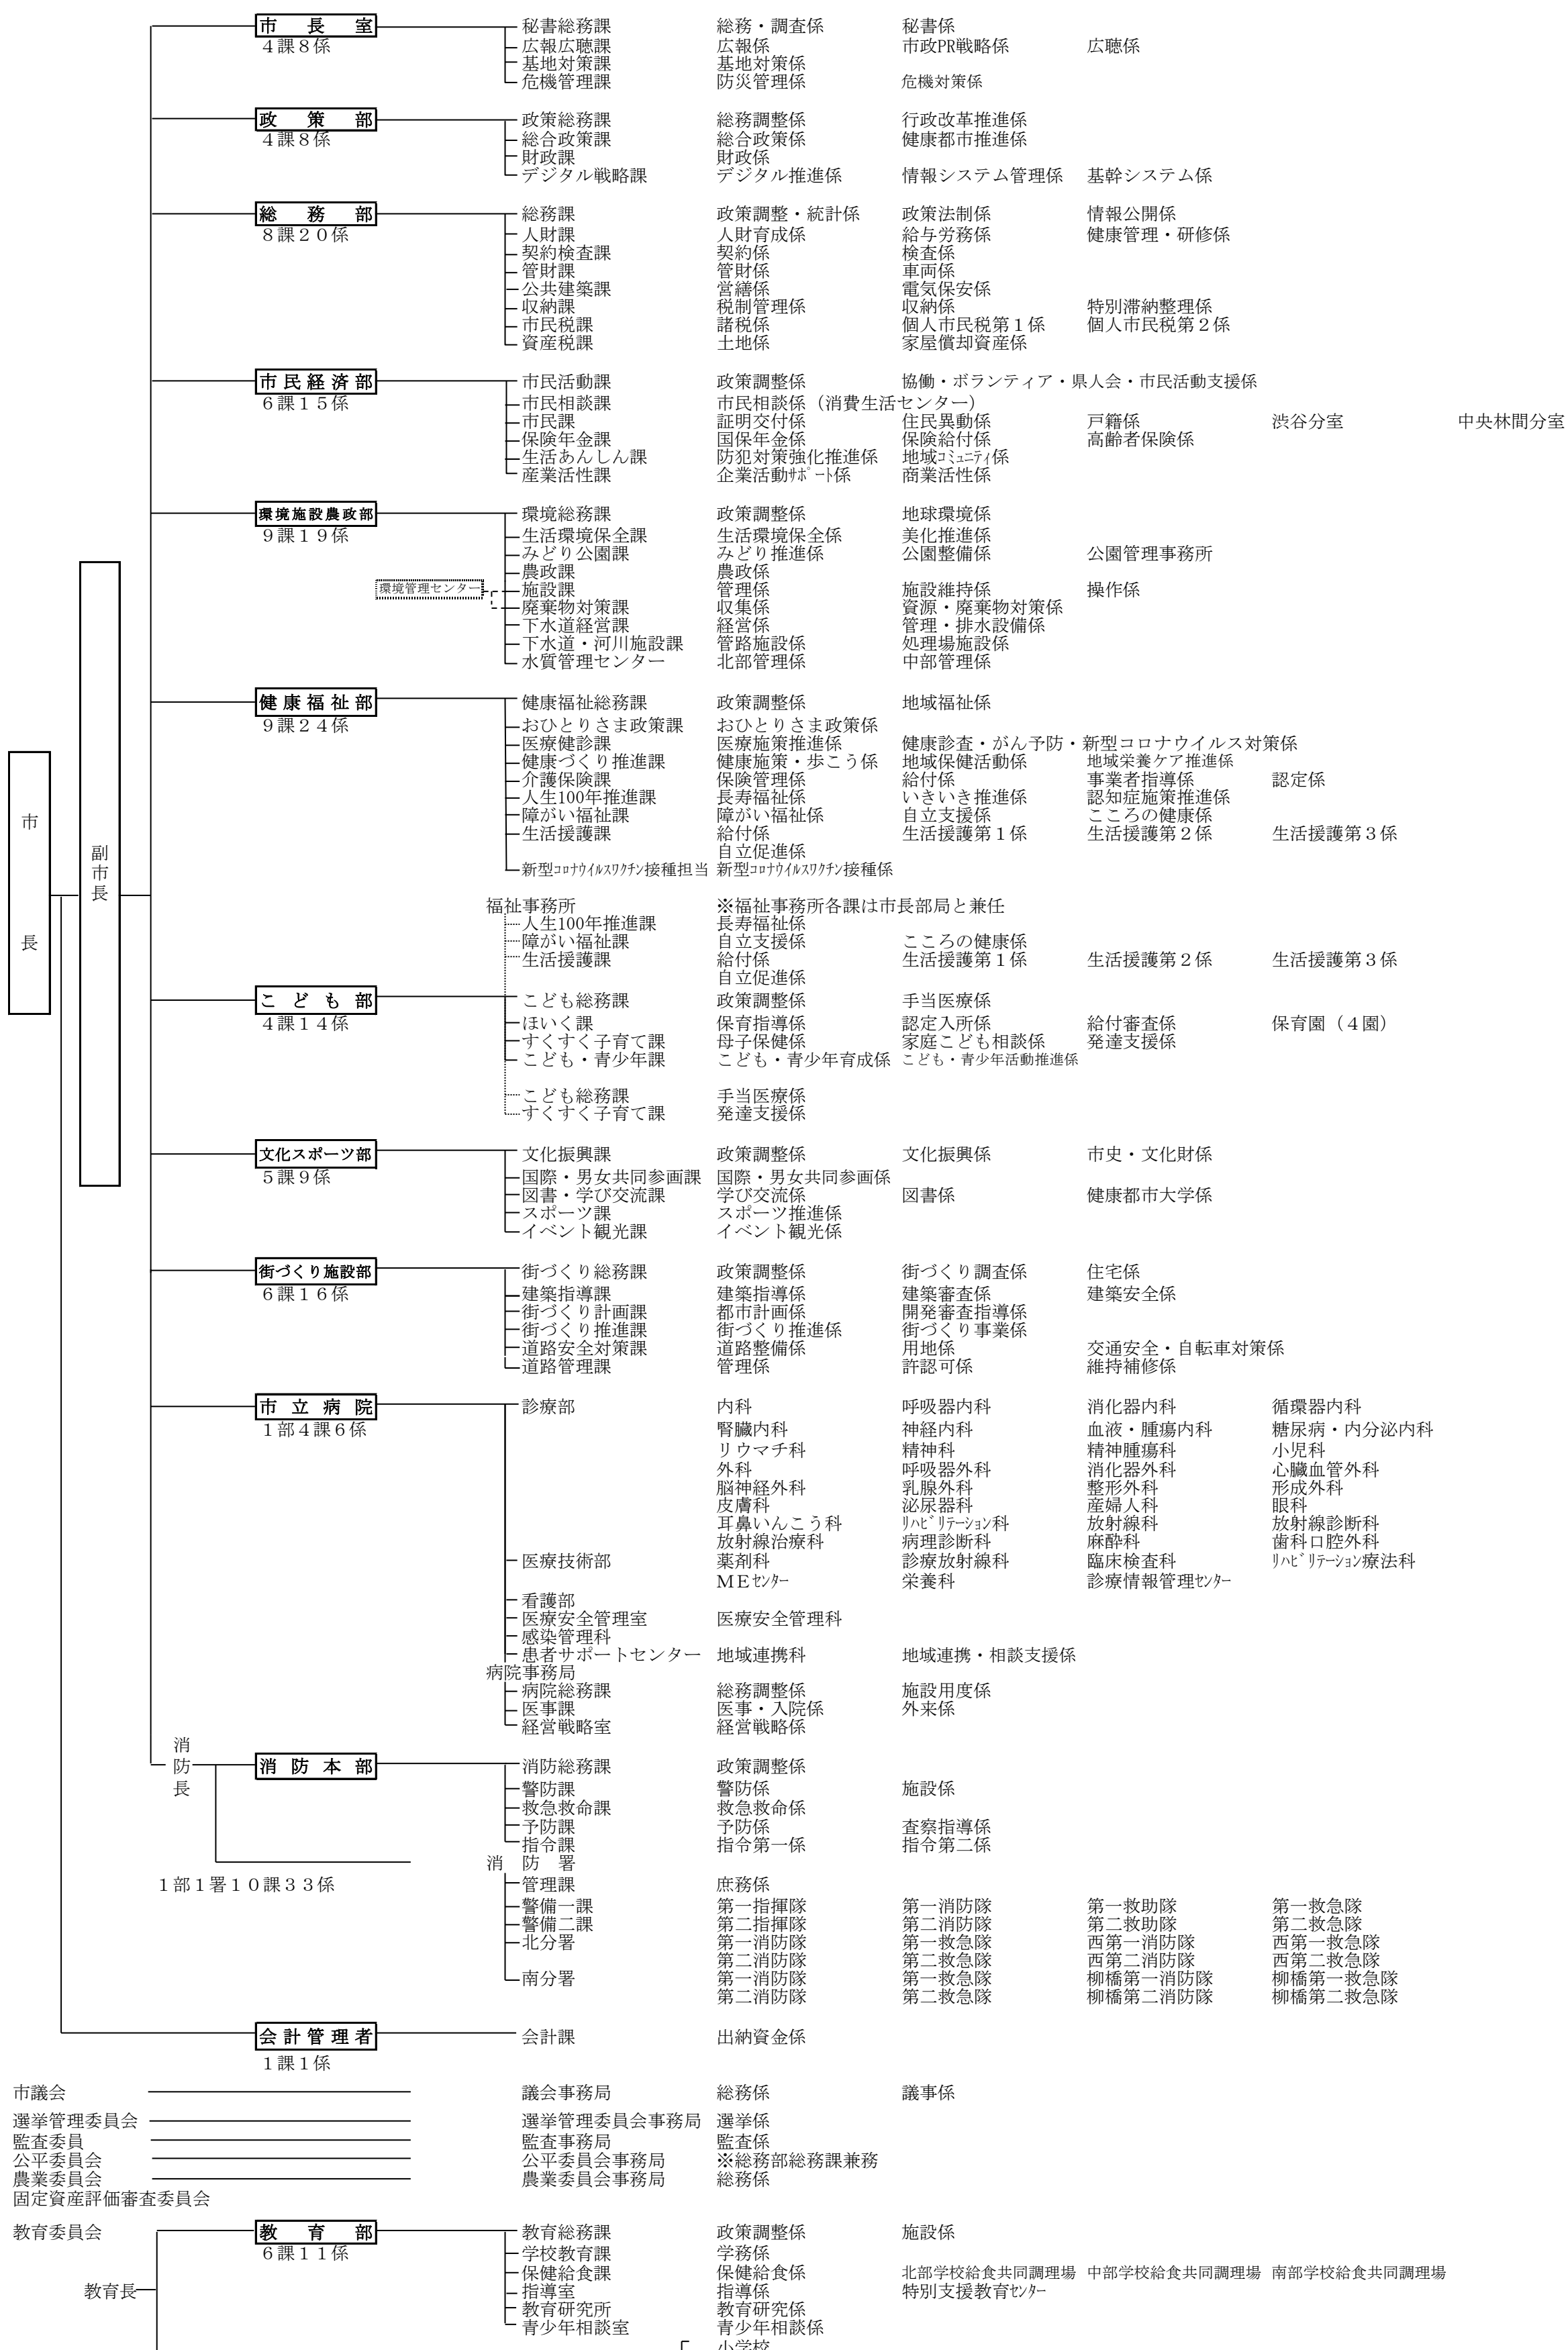 市長室 秘書総務課 総務・調査係 秘書係
４課８係 広報広聴課 広報係 市政PR戦略係 広聴係
基地対策課 基地対策係
危機管理課 防災管理係 危機対策係
政策部 政策総務課 総務調整係 行政改革推進係
４課８係 総合政策課 総合政策係 健康都市推進係
財政課 財政係
デジタル戦略課 デジタル推進係 情報システム管理係 基幹システム係
総務部 総務課 政策調整・統計係 政策法制係 情報公開係
８課２０係 人財課 人財育成係 給与労務係 健康管理・研修係
契約検査課 契約係 検査係
管財課 管財係 車両係
公共建築課 営繕係 電気保安係
収納課 税制管理係 収納係 特別滞納整理係
市民税課 諸税係 個人市民税第１係 個人市民税第２係
資産税課 土地係 家屋償却資産係
市民経済部 市民活動課 政策調整係 協働・ボランティア・県人会・市民活動支援係
６課１５係 市民相談課 市民相談係（消費生活センター）
市民課 証明交付係 住民異動係 戸籍係 渋谷分室 中央林間分室
保険年金課 国保年金係 保険給付係 高齢者保険係
生活あんしん課 防犯対策強化推進係 地域ｺﾐｭﾆﾃｨ係
産業活性課 企業活動ｻﾎﾟｰﾄ係 商業活性係
環境施設農政部 環境総務課 政策調整係 地球環境係
９課１９係 生活環境保全課 生活環境保全係 美化推進係
みどり公園課 みどり推進係 公園整備係 公園管理事務所
農政課 農政係
環境管理センター 施設課 管理係 施設維持係 操作係
廃棄物対策課 収集係 資源・廃棄物対策係
下水道経営課 経営係 管理・排水設備係
下水道・河川施設課 管路施設係 処理場施設係
水質管理センター 北部管理係 中部管理係
健康福祉部 健康福祉総務課 政策調整係 地域福祉係
９課２４係 おひとりさま政策課 おひとりさま政策係
医療健診課 医療施策推進係 健康診査・がん予防・新型コロナウイルス対策係
健康づくり推進課 健康施策・歩こう係 地域保健活動係 地域栄養ケア推進係
介護保険課 保険管理係 給付係 事業者指導係 認定係
人生100年推進課 長寿福祉係 いきいき推進係 認知症施策推進係
障がい福祉課 障がい福祉係 自立支援係 こころの健康係
生活援護課 給付係 生活援護第１係 生活援護第２係 生活援護第３係
自立促進係
新型ｺﾛﾅｳｲﾙｽﾜｸﾁﾝ接種担当 新型ｺﾛﾅｳｲﾙｽﾜｸﾁﾝ接種係
市長
副市長
福祉事務所 ※福祉事務所各課は市長部局と兼任
人生100年推進課 長寿福祉係
障がい福祉課 自立支援係 こころの健康係
生活援護課 給付係 生活援護第１係 生活援護第２係 生活援護第３係
自立促進係
こども部 こども総務課 政策調整係 手当医療係
４課１４係 ほいく課 保育指導係 認定入所係 給付審査係 保育園（４園）
すくすく子育て課 母子保健係 家庭こども相談係 発達支援係
こども・青少年課 こども・青少年育成係 こども・青少年活動推進係
こども総務課 手当医療係
すくすく子育て課 発達支援係
文化スポーツ部 文化振興課 政策調整係 文化振興係 市史・文化財係
５課９係 国際・男女共同参画課 国際・男女共同参画係
図書・学び交流課 学び交流係 図書係 健康都市大学係
スポーツ課 スポーツ推進係
イベント観光課 イベント観光係
街づくり施設部 街づくり総務課 政策調整係 街づくり調査係 住宅係
６課１６係 建築指導課 建築指導係 建築審査係 建築安全係
街づくり計画課 都市計画係 開発審査指導係
街づくり推進課 街づくり推進係 街づくり事業係
道路安全対策課 道路整備係 用地係 交通安全・自転車対策係
道路管理課 管理係 許認可係 維持補修係
市立病院 診療部 内科 呼吸器内科 消化器内科 循環器内科
１部４課６係 腎臓内科 神経内科 血液・腫瘍内科 糖尿病・内分泌内科
リウマチ科 精神科 精神腫瘍科 小児科
外科 呼吸器外科 消化器外科 心臓血管外科
脳神経外科 乳腺外科 整形外科 形成外科
皮膚科 泌尿器科 産婦人科 眼科
耳鼻いんこう科 ﾘﾊﾋﾞﾘﾃｰｼｮﾝ科 放射線科 放射線診断科
放射線治療科 病理診断科 麻酔科 歯科口腔外科
医療技術部 薬剤科 診療放射線科 臨床検査科 ﾘﾊﾋﾞﾘﾃｰｼｮﾝ療法科
ＭＥｾﾝﾀｰ 栄養科 診療情報管理ｾﾝﾀｰ
看護部
医療安全管理室 医療安全管理科
感染管理科
患者サポートセンター 地域連携科 地域連携・相談支援係
病院事務局
病院総務課 総務調整係 施設用度係
医事課 医事・入院係 外来係
経営戦略室 経営戦略係
消防長 消防本部 消防総務課 政策調整係
警防課 警防係 施設係
救急救命課 救急救命係
予防課 予防係 査察指導係
指令課 指令第一係 指令第二係
消防署
１部１署１０課３３係 管理課 庶務係
警備一課 第一指揮隊 第一消防隊 第一救助隊 第一救急隊
警備二課 第二指揮隊 第二消防隊 第二救助隊 第二救急隊
北分署 第一消防隊 第一救急隊 西第一消防隊 西第一救急隊
第二消防隊 第二救急隊 西第二消防隊 西第二救急隊
南分署 第一消防隊 第一救急隊 柳橋第一消防隊 柳橋第一救急隊
第二消防隊 第二救急隊 柳橋第二消防隊 柳橋第二救急隊
会計管理者 会計課 出納資金係
１課１係
市議会 議会事務局 総務係 議事係
選挙管理委員会 選挙管理委員会事務局 選挙係
監査委員 監査事務局 監査係
公平委員会 公平委員会事務局 ※総務部総務課兼務
農業委員会 農業委員会事務局 総務係
固定資産評価審査委員会
教育委員会 教育部 教育総務課 政策調整係 施設係
６課１１係 学校教育課 学務係
保健給食課 保健給食係 北部学校給食共同調理場 中部学校給食共同調理場 南部学校給食共同調理場
教育長 指導室 指導係 特別支援教育ｾﾝﾀｰ
教育研究所 教育研究係
青少年相談室 青少年相談係
小学校